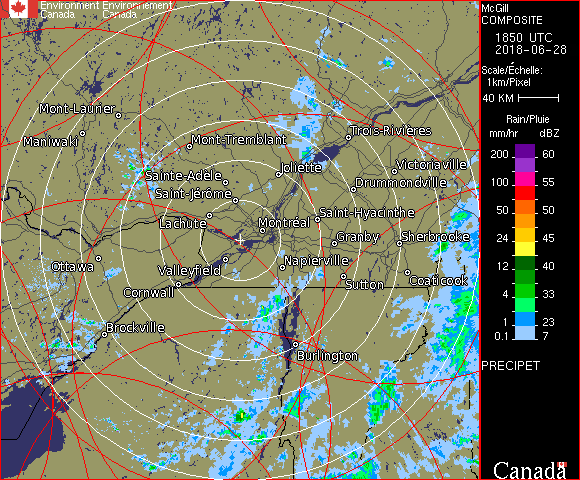 Environment Environnement
Canada Canada
McGill
COMPOSITE
1850 UTC
2018-06-28
Scale/Échelle:
1km/Pixel
40 KM
Rain/Pluie
mm/hr dBZ
200 60
100 55
50 50
24 45
12 40
4 33
1 23
0.1 7
PRECIPET
Canada
Mont-Laurier
Maniwaki
Mont-Tremblant
Trois-Rivières
Sainte-Adèle
Joliette
Victoriaville
Saint-Jérôme
Drummondville
Lachute
Montréal
Saint-Hyacinthe
Granby
Sherbrooke
Ottawa
Valleyfield
Napierville
Cornwall
Sutton
Coaticook
Brockville
Burlington